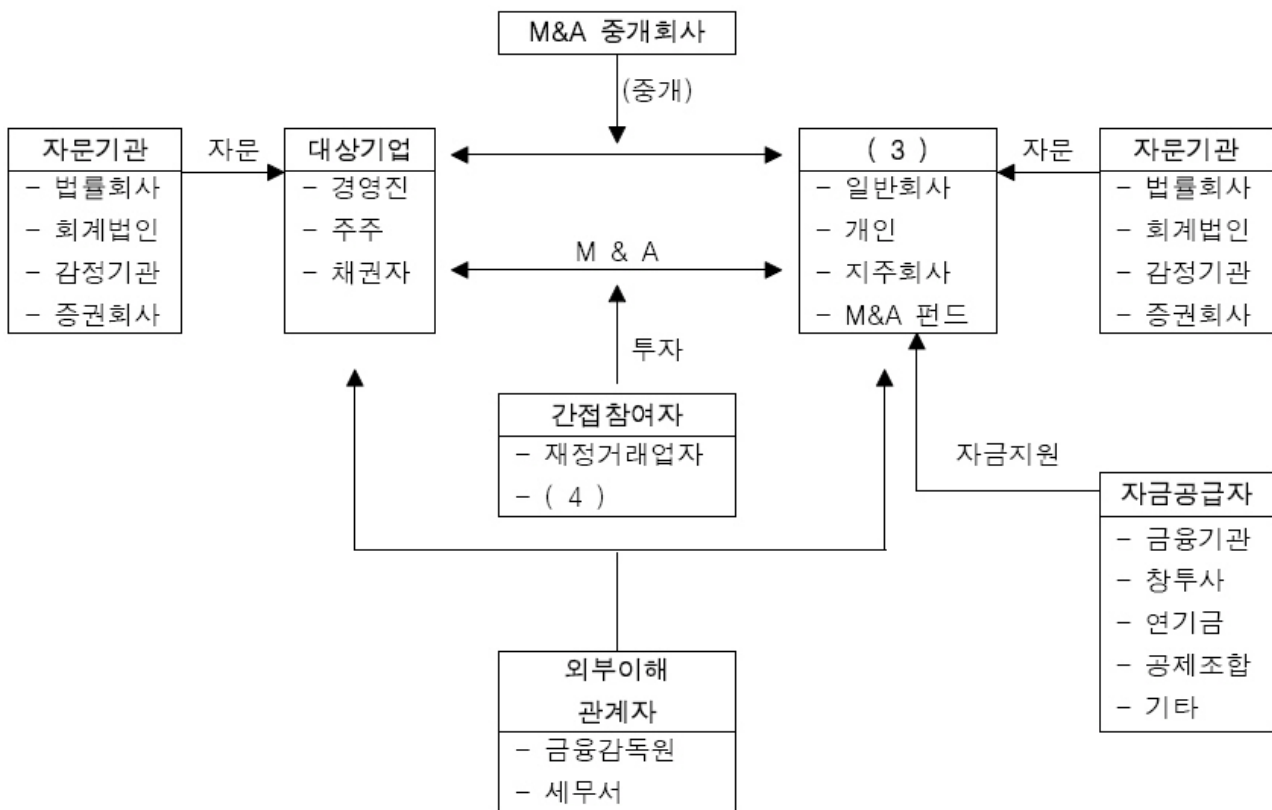 M&A 중개회사
(중개)
자문기관
- 법률회사
- 회계법인
- 감정기관
- 증권회사
자문
대상기업
- 경영진
- 주주
- 채권자
M & A
( 3 )
- 일반회사
- 개인
- 지주회사
- M&A 펀드
자문
자문기관
- 법률회사
- 회계법인
- 감정기관
- 증권회사
투자
간접참여자
- 재정거래업자
- ( 4 )
자금지원
자금공급자
- 금융기관
- 창투사
- 연기금
- 공제조합
- 기타
외부이해
관계자
- 금융감독원
- 세무서